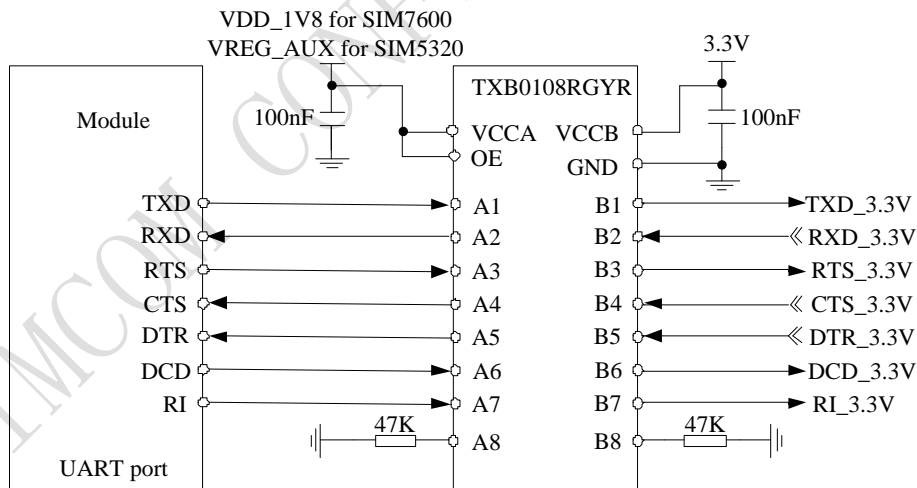 VDD_1V8 for SIM7600
VREG_AUX for SIM5320
3.3V
TXB0108RGYR
Module
100nF
VCCA VCCB
100nF
OE
GND
TXD A1 B1 TXD_3.3V
RXD A2 B2 RXD_3.3V
RTS A3 B3 RTS_3.3V
CTS A4 B4 CTS_3.3V
DTR A5 B5 DTR_3.3V
DCD A6 B6 DCD_3.3V
RI A7 B7 RI_3.3V
47K 47K
A8 B8
UART port